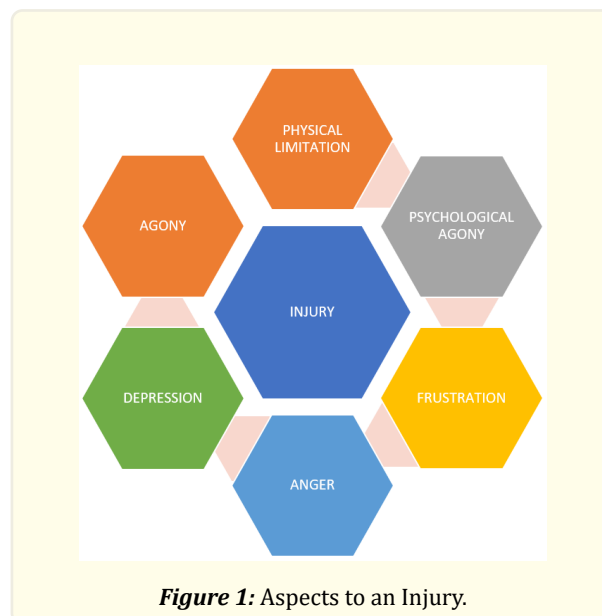 PHYSICAL
LIMITATION
AGONY
PSYCHOLOGICAL
AGONY
INJURY
DEPRESSION
FRUSTRATION
ANGER
Figure 1: Aspects to an Injury.